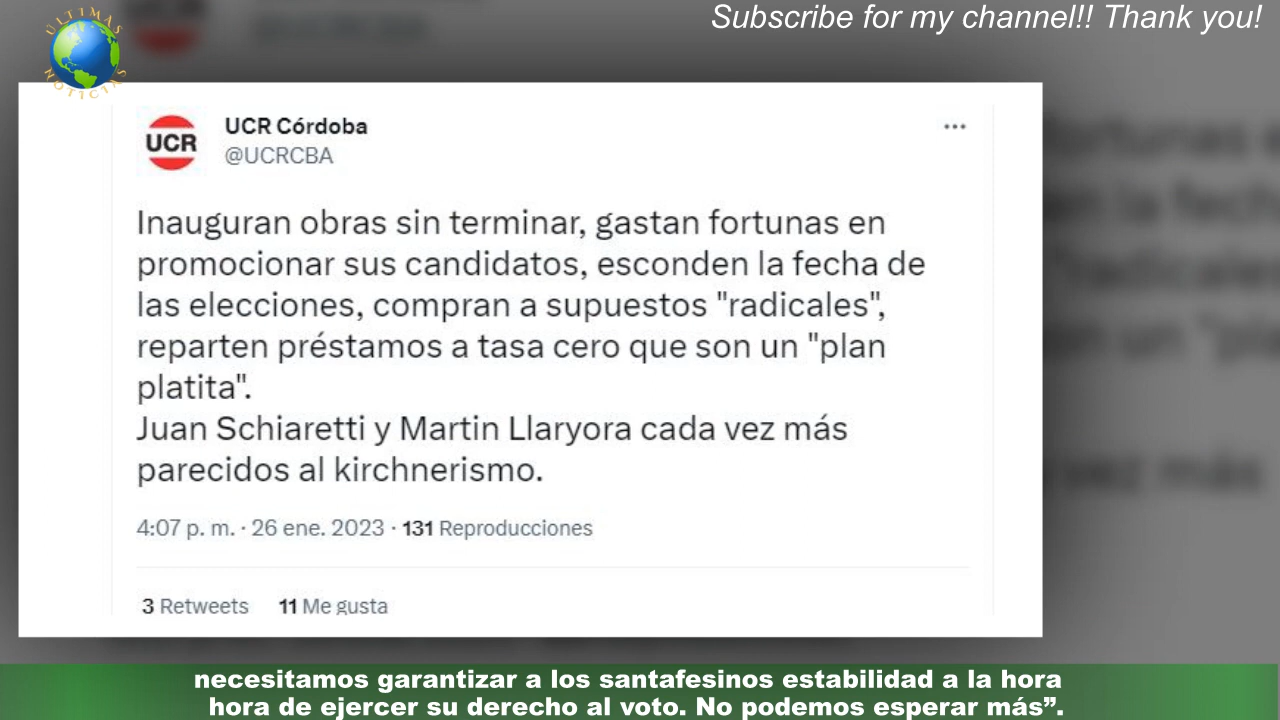 Subscribe for my channel!! Thank you!
ÚLTIMAS
NOTICIAS
UCR
UCR Córdoba
@UCRCBA
Inauguran obras sin terminar, gastan fortunas en
promocionar sus candidatos, esconden la fecha de
las elecciones, compran a supuestos "radicales",
reparten préstamos a tasa cero que son un "plan
platita".
Juan Schiaretti y Martin Llaryora cada vez más
parecidos al kirchnerismo.
4:07 p. m. · 26 ene. 2023 · 131 Reproducciones
3 Retweets 11 Me gusta
necesitamos garantizar a los santafesinos estabilidad a la hora
hora de ejercer su derecho al voto. No podemos esperar más”.